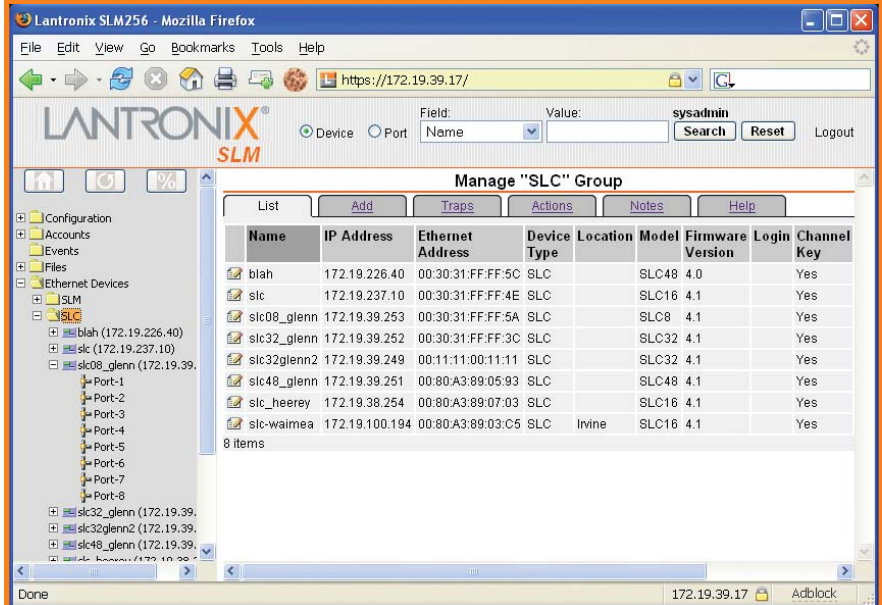 Lantronix SLM256 - Mozilla Firefox
File Edit View Go Bookmarks Tools Help
https://172.19.39.17/
G
LANTRONIX®
SLM
Device Port
Field:
Name
Value:
sysadmin
Search Reset Logout
Configuration
Accounts
Events
Files
Ethernet Devices
SLM
SLC
blah (172.19.226.40)
slc (172.19.237.10)
slc08_glenn (172.19.39.
Port-1
Port-2
Port-3
Port-4
Port-5
Port-6
Port-7
Port-8
slc32_glenn (172.19.39.
slc32glenn2 (172.19.39.
slc48_glenn (172.19.39.
Manage "SLC" Group
List Add Traps Actions Notes Help
Name IP Address Ethernet Address Device Type Location Model Firmware Version Login Channel Key
blah 172.19.226.40 00:30:31:FF:FF:5C SLC SLC48 4.0 Yes
slc 172.19.237.10 00:30:31:FF:FF:4E SLC SLC16 4.1 Yes
slc08_glenn 172.19.39.253 00:30:31:FF:FF:5A SLC SLC8 4.1 Yes
slc32_glenn 172.19.39.252 00:30:31:FF:FF:3C SLC SLC32 4.1 Yes
slc32glenn2 172.19.39.249 00:11:11:00:11:11 SLC SLC32 4.1 Yes
slc48_glenn 172.19.39.251 00:80:A3:89:05:93 SLC SLC48 4.1 Yes
slc_heerey 172.19.38.254 00:80:A3:89:07:03 SLC SLC16 4.1 Yes
slc-waimea 172.19.100.194 00:80:A3:89:03:C5 SLC Irvine SLC16 4.1 Yes
8 items
Done 172.19.39.17 Adblock